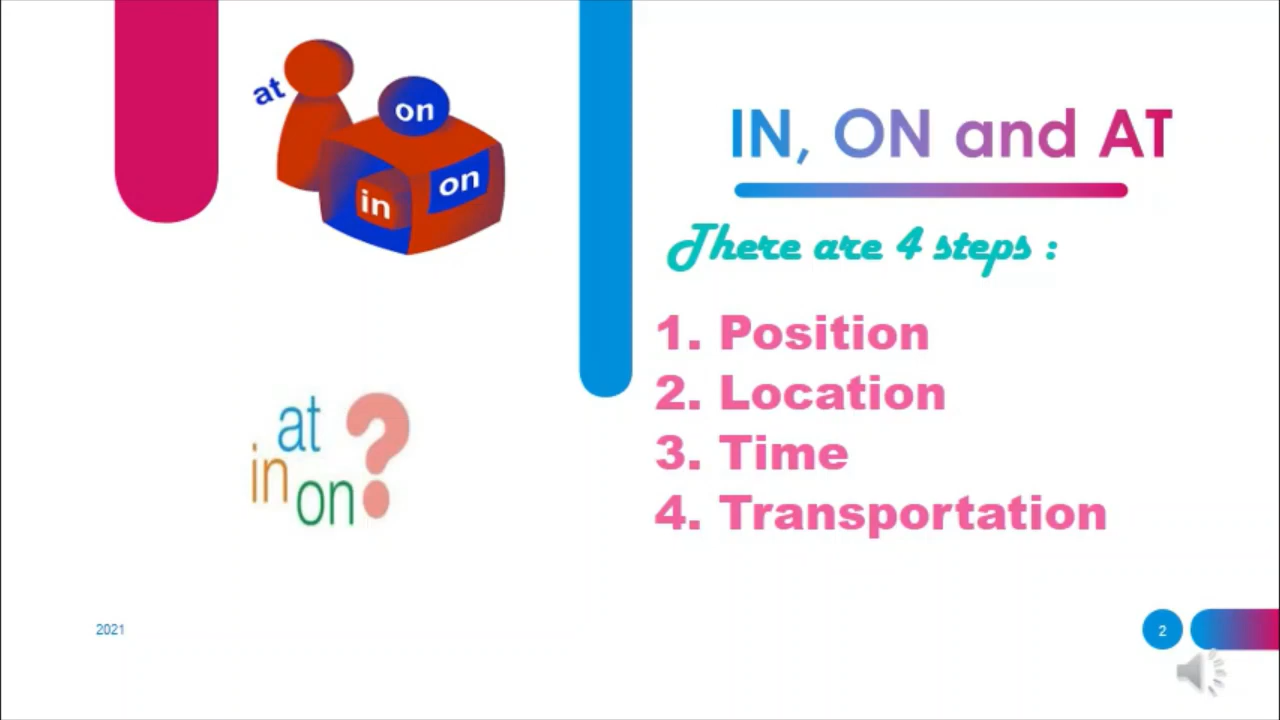 at
on
in
on
IN, ON and AT
There are 4 steps :
1. Position
2. Location
3. Time
4. Transportation
at
in
on
?
2021
2